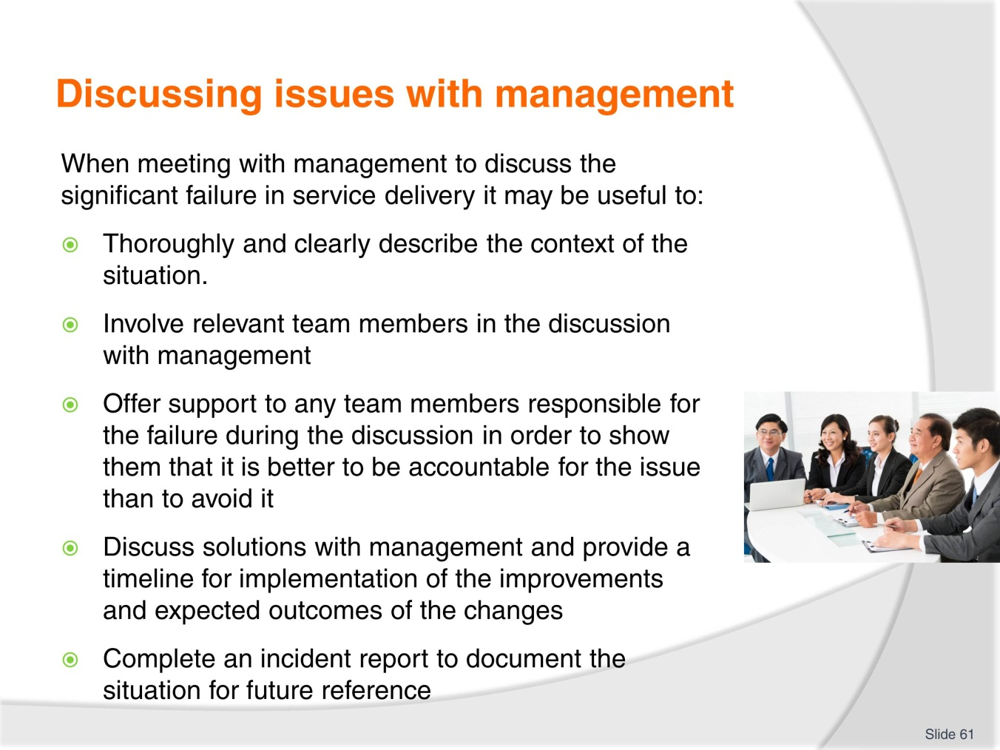 Discussing issues with management
When meeting with management to discuss the
significant failure in service delivery it may be useful to:
Thoroughly and clearly describe the context of the
situation.
Involve relevant team members in the discussion
with management
Offer support to any team members responsible for
the failure during the discussion in order to show
them that it is better to be accountable for the issue
than to avoid it
Discuss solutions with management and provide a
timeline for implementation of the improvements
and expected outcomes of the changes
Complete an incident report to document the
situation for future reference
Slide 61